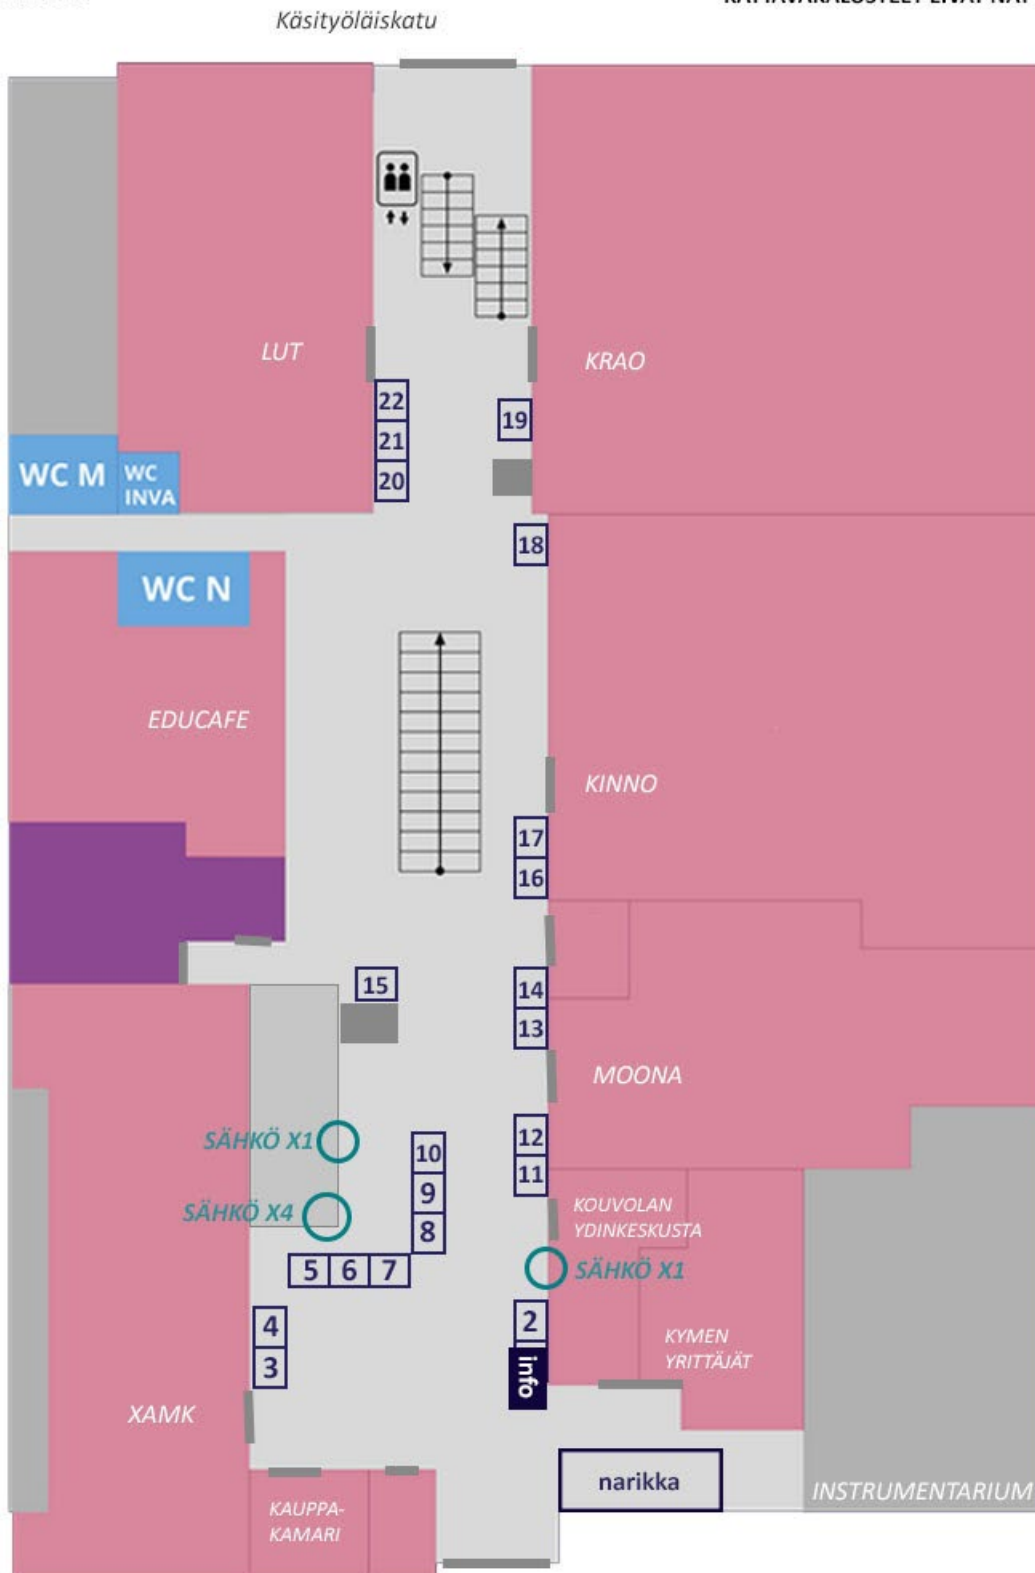 Käsityöläiskatu
LUT
KRAO
22
21
20
19
WC M
WC
INVA
18
WC N
EDUCAFE
KINNO
17
16
15
14
13
MOONA
SÄHKÖ X1
10
9
8
12
11
SÄHKÖ X4
KOUVOLAN
YDINKESKUSTA
5 6 7
SÄHKÖ X1
4
3
2
info
KYMEN
YRITTÄJÄT
XAMK
narikka
INSTRUMENTARIUM
KAUPPA-
KAMARI